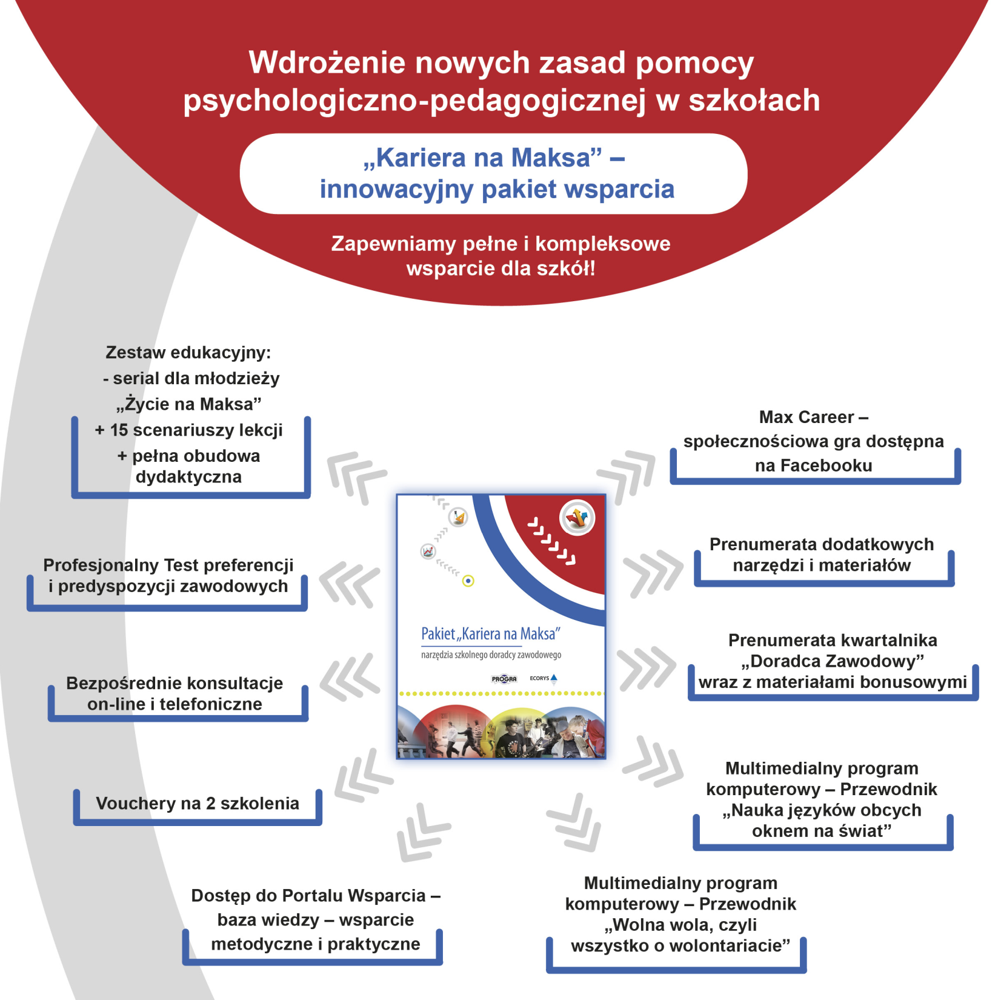 Wdrożenie nowych zasad pomocy
psychologiczno-pedagogicznej w szkołach
„Kariera na Maksa” –
innowacyjny pakiet wsparcia
Zapewniamy pełne i kompleksowe
wsparcie dla szkół!
Zestaw edukacyjny:
- serial dla młodzieży
„Życie na Maksa”
+ 15 scenariuszy lekcji
+ pełna obudowa
dydaktyczna
Profesjonalny Test preferencji
i predyspozycji zawodowych
Bezpośrednie konsultacje
on-line i telefoniczne
Vouchery na 2 szkolenia
Dostęp do Portalu Wsparcia –
baza wiedzy – wsparcie
metodyczne i praktyczne
Pakiet „Kariera na Maksa”
narzędzia szkolnego doradcy zawodowego
PROGRA ECORYS
Max Career –
społecznościowa gra dostępna
na Facebooku
Prenumerata dodatkowych
narzędzi i materiałów
Prenumerata kwartalnika
„Doradca Zawodowy”
wraz z materiałami bonusowymi
Multimedialny program
komputerowy – Przewodnik
„Nauka języków obcych
oknem na świat”
Multimedialny program
komputerowy – Przewodnik
„Wolna wola, czyli
wszystko o wolontariacie”